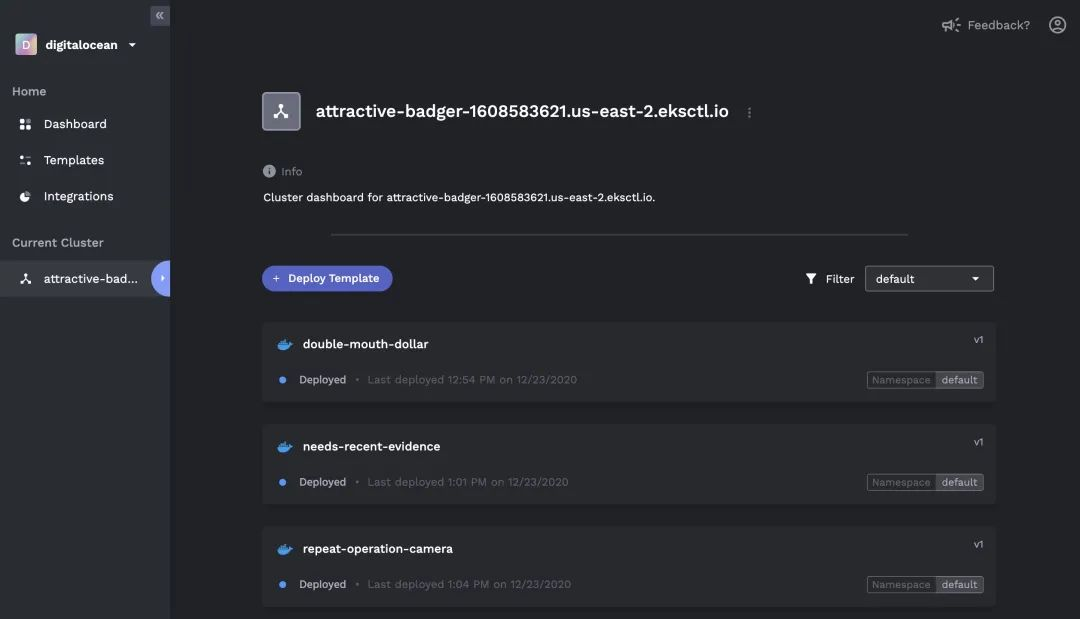 D digitalocean
Feedback?
Home
Dashboard
Templates
Integrations
Current Cluster
attractive-bad...
attractive-badger-1608583621.us-east-2.eksctl.io
Info
Cluster dashboard for attractive-badger-1608583621.us-east-2.eksctl.io.
+ Deploy Template
Filter default
double-mouth-dollar v1
Deployed • Last deployed 12:54 PM on 12/23/2020 Namespace default
needs-recent-evidence v1
Deployed • Last deployed 1:01 PM on 12/23/2020 Namespace default
repeat-operation-camera v1
Deployed • Last deployed 1:04 PM on 12/23/2020 Namespace default